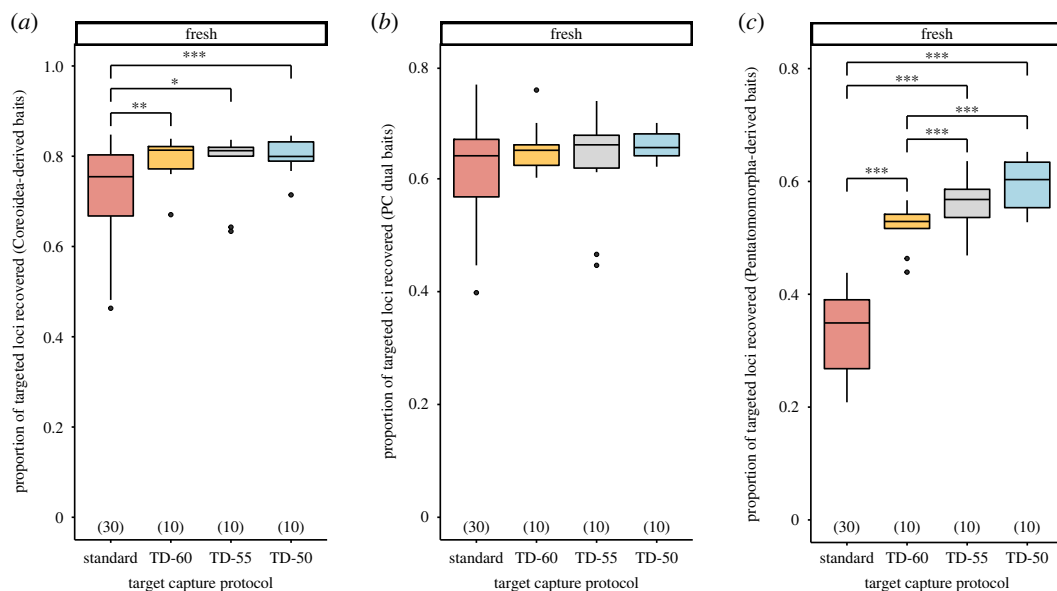 (a)
fresh
proportion of targeted loci recovered (Coreoidea-derived baits)
1.0
0.8
0.6
0.4
0.2
0
***
*
**
(30) (10) (10) (10)
standard TD-60 TD-55 TD-50
target capture protocol
(b)
fresh
proportion of targeted loci recovered (PC dual baits)
0.8
0.6
0.4
0.2
0
(30) (10) (10) (10)
standard TD-60 TD-55 TD-50
target capture protocol
(c)
fresh
proportion of targeted loci recovered (Pentatomomorpha-derived baits)
0.8
0.6
0.4
0.2
0
***
***
***
***
***
(30) (10) (10) (10)
standard TD-60 TD-55 TD-50
target capture protocol